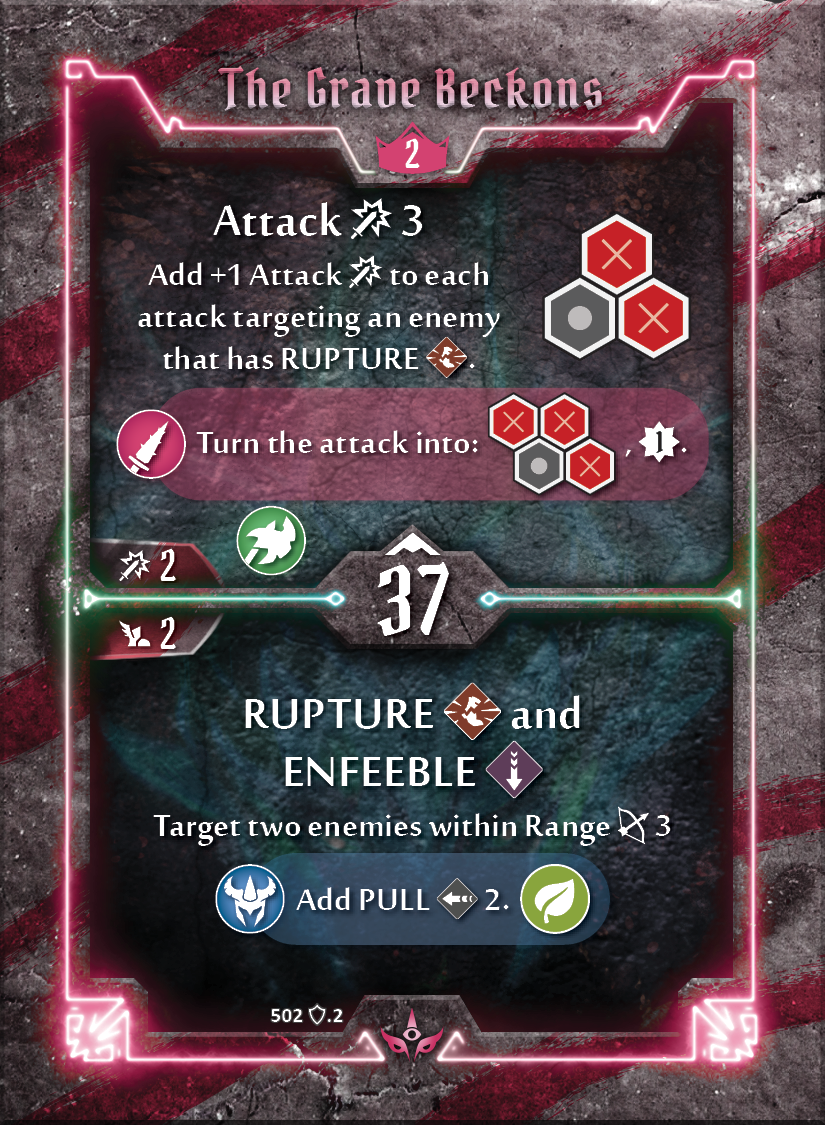 The Grave Beckons
2
Attack 3
Add +1 Attack to each
attack targeting an enemy
that has RUPTURE .
Turn the attack into: , 1.
2
37
2
RUPTURE and
ENFEEBLE
Target two enemies within Range 3
Add PULL 2.
502 .2